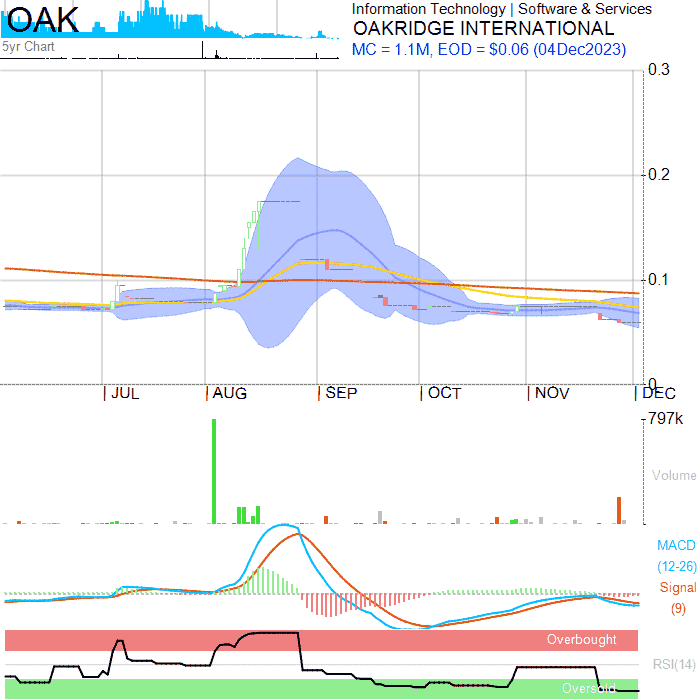 OAK
5yr Chart
Information Technology | Software & Services
OAKRIDGE INTERNATIONAL
MC = 1.1M, EOD = $0.06 (04Dec2023)
0.3
0.2
0.1
0
JUL AUG SEP OCT NOV DEC
797k
Volume
MACD
(12-26)
Signal
(9)
Overbought
RSI(14)
Oversold